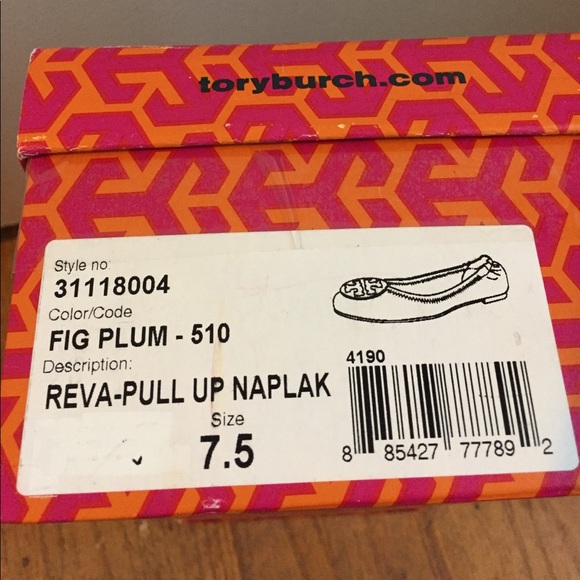 toryburch.com
Style no
31118004
Color/Code
FIG PLUM - 510
Description:
REVA-PULL UP NAPLAK
Size
7.5
4190
8 85427 77789 2